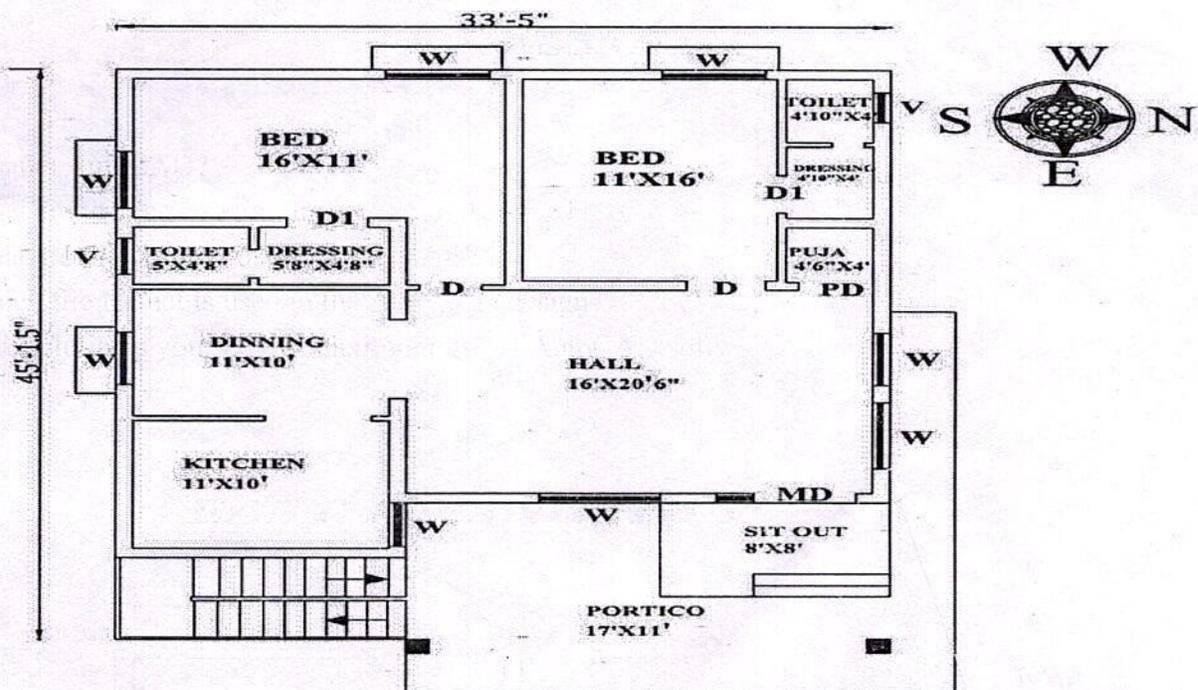 33'-5"
W
W
W
S
N
E
TOILET
4'10"X4'
V
BED
16'X11'
BED
11'X16'
W
DRESSING
4'10"X4'
D1
D1
V
TOILET
5'X4'8"
DRESSING
5'8"X4'8"
PUJA
4'6"X4'
D
D
PD
45'-1.5"
W
DINNING
11'X10'
HALL
16'X20'6"
W
W
KITCHEN
11'X10'
MD
W
W
SIT OUT
8'X8'
PORTICO
17'X11'